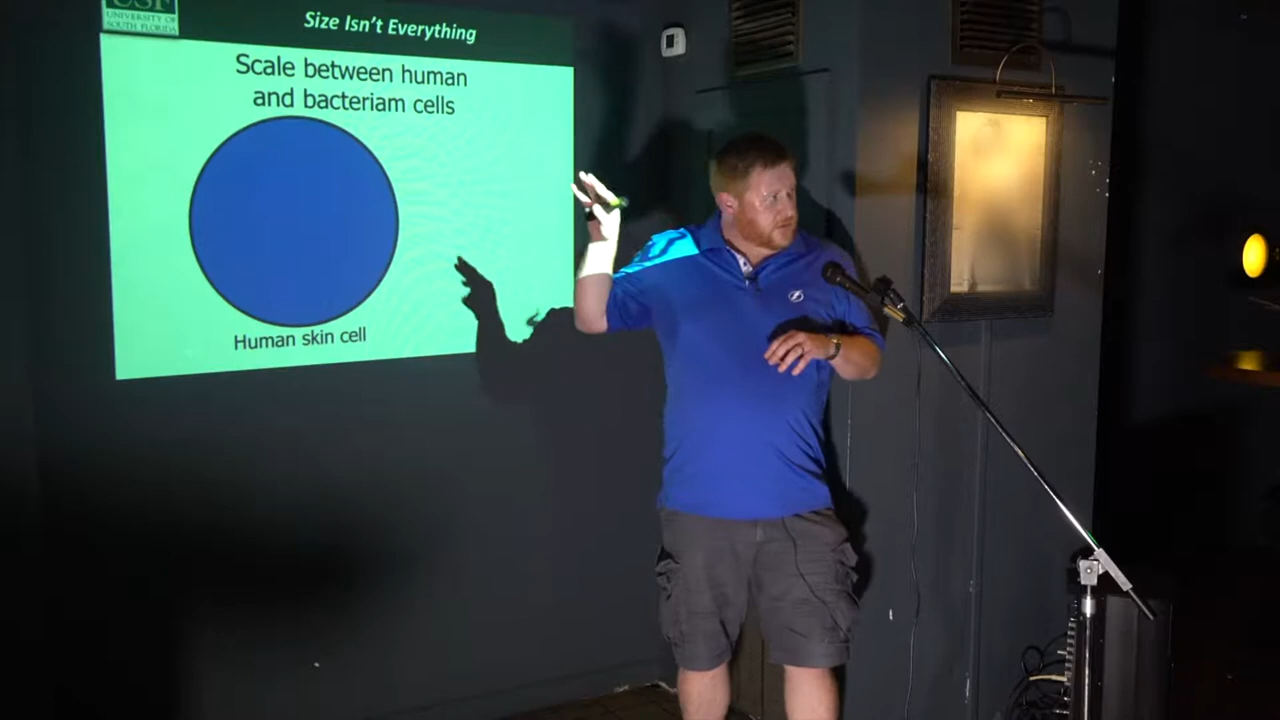 USF
UNIVERSITY OF
SOUTH FLORIDA
Size Isn't Everything
Scale between human
and bacteriam cells
Human skin cell